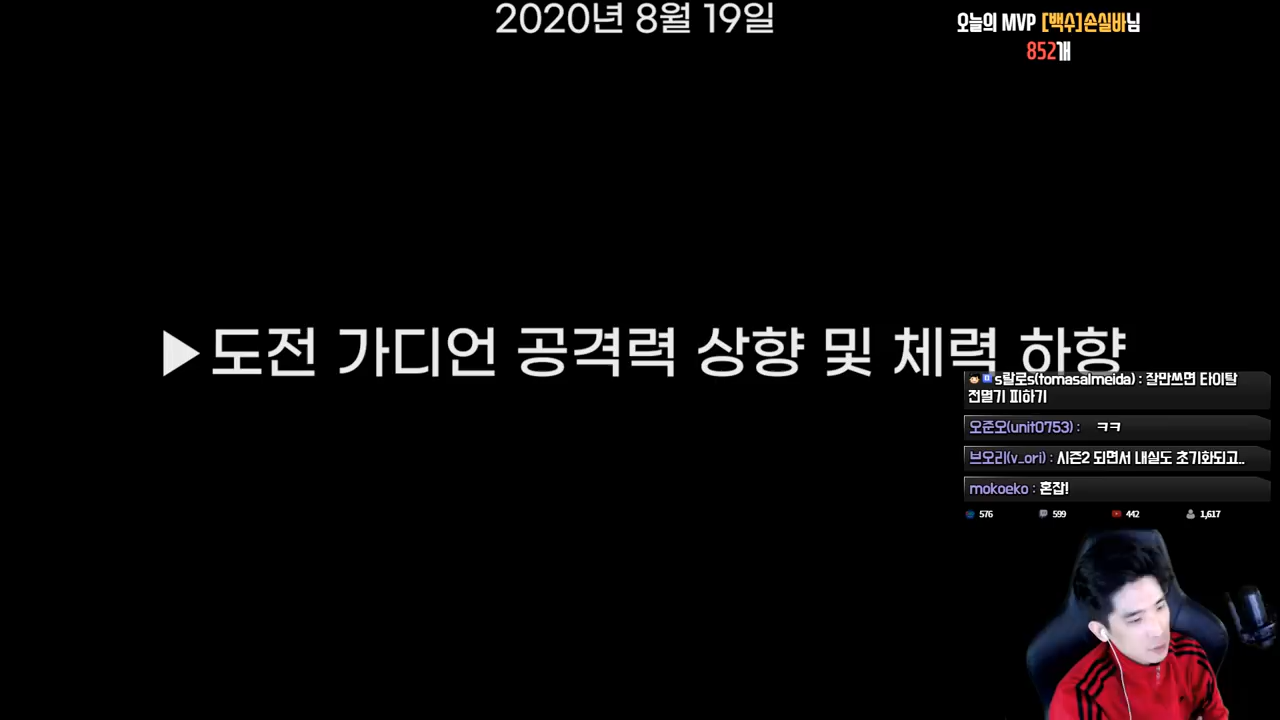 2020년 8월 19일
오늘의 MVP [백수]손실바님
852개
▶도전 가디언 공격력 상향 및 체력 하향
s랄로s(tomasalmeida) : 잘만쓰면 타이탈
전멸기 피하기
오준오(unit0753) : ㅋㅋ
브오리(v_ori) : 시즌2 되면서 내실도 초기화되고..
mokoeko : 혼잡!
576 599 442 1,617